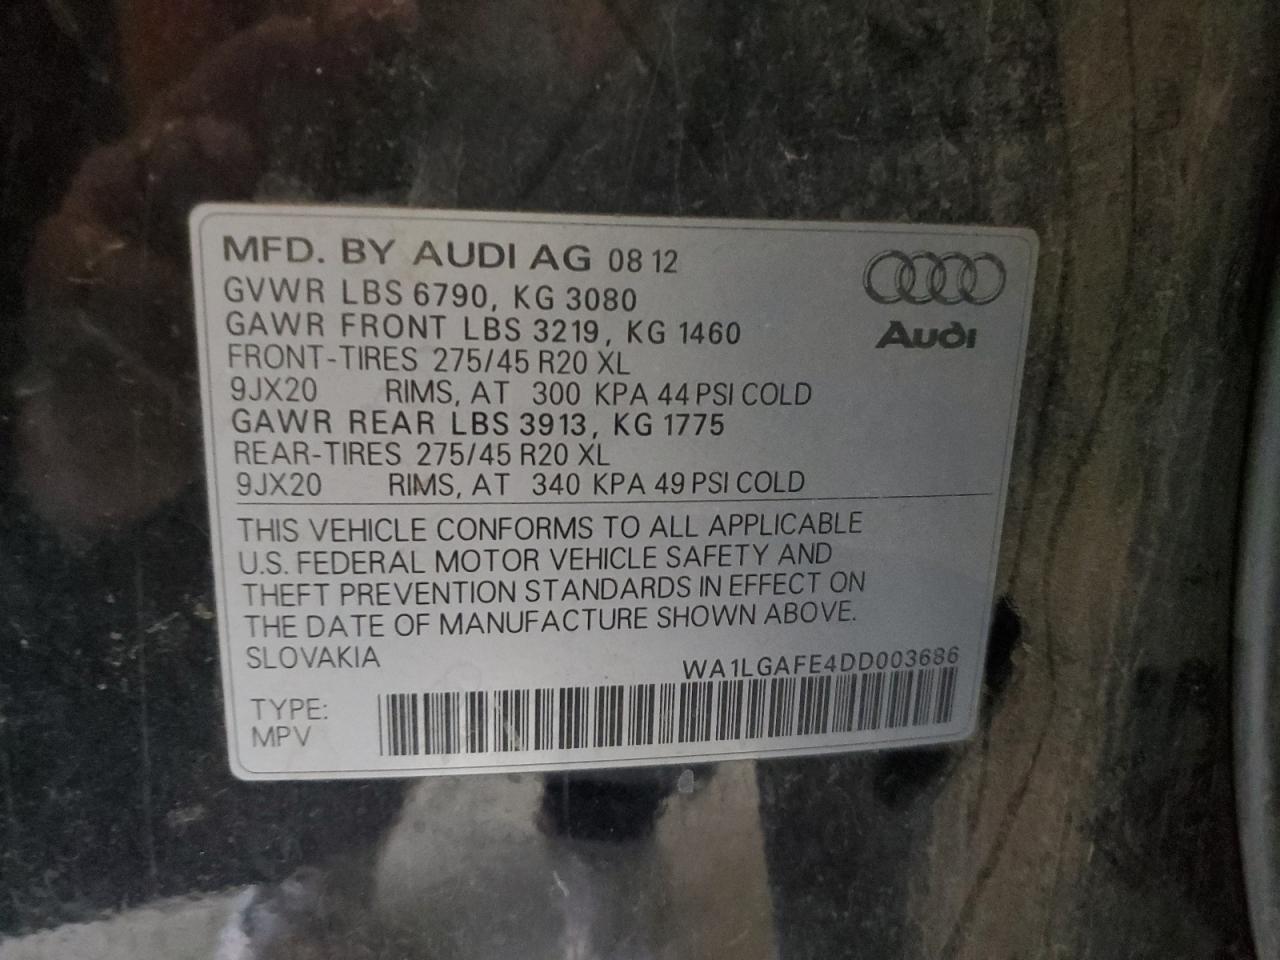 MFD. BY AUDI AG 08 12
GVWR LBS 6790, KG 3080
GAWR FRONT LBS 3219, KG 1460
FRONT-TIRES 275/45 R20 XL
9JX20 RIMS, AT 300 KPA 44 PSI COLD
GAWR REAR LBS 3913, KG 1775
REAR-TIRES 275/45 R20 XL
9JX20 RIMS, AT 340 KPA 49 PSI COLD
Audi
THIS VEHICLE CONFORMS TO ALL APPLICABLE
U.S. FEDERAL MOTOR VEHICLE SAFETY AND
THEFT PREVENTION STANDARDS IN EFFECT ON
THE DATE OF MANUFACTURE SHOWN ABOVE.
SLOVAKIA
WA1LGAFE4DD003686
TYPE:
MPV